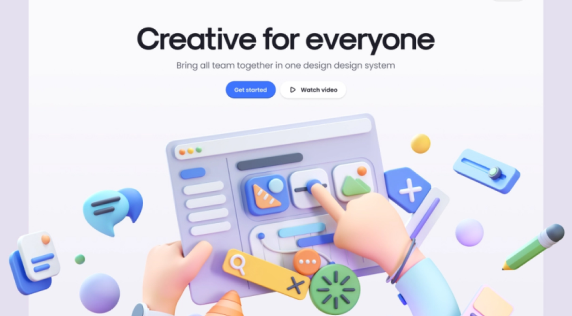 Creative for everyone
Bring all team together in one design design system
Get started
Watch video